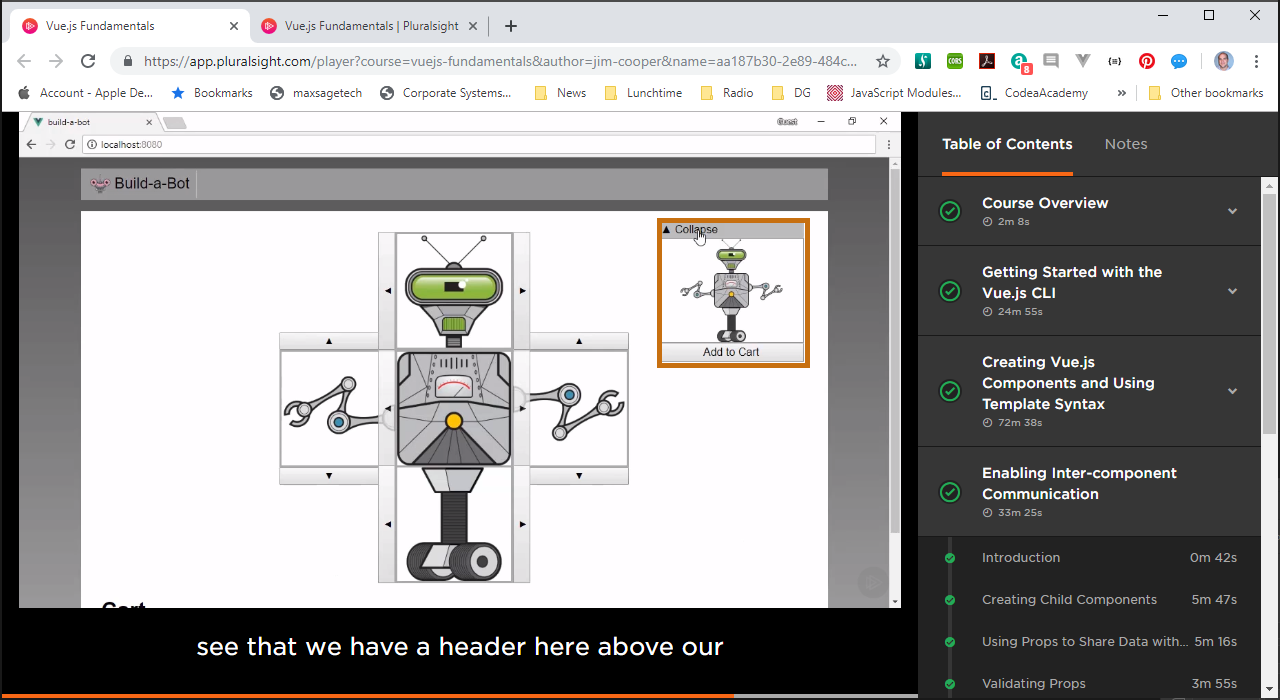 Vue.js Fundamentals
Vue.js Fundamentals | Pluralsight
https://app.pluralsight.com/player?course=vuejs-fundamentals&author=jim-cooper&name=aa187b30-2e89-484c...
CORS
8
Account - Apple De...
Bookmarks
maxsagetech
Corporate Systems...
News
Lunchtime
Radio
DG
JavaScript Modules...
CodeaAcademy
»
Other bookmarks
build-a-bot
Guest
localhost:8080
Build-a-Bot
▲ Collapse
Add to Cart
Cart
see that we have a header here above our
Table of Contents
Notes
Course Overview
2m 8s
Getting Started with the
Vue.js CLI
24m 55s
Creating Vue.js
Components and Using
Template Syntax
72m 38s
Enabling Inter-component
Communication
33m 25s
Introduction 0m 42s
Creating Child Components 5m 47s
Using Props to Share Data with... 5m 16s
Validating Props 3m 55s